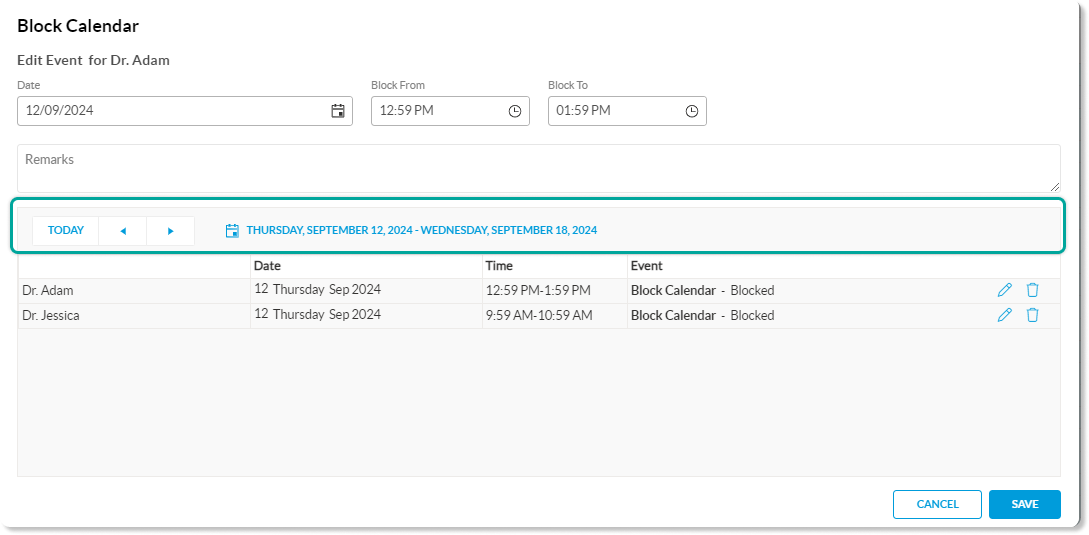 Block Calendar
Edit Event for Dr. Adam
Date Block From Block To
12/09/2024 12:59 PM 01:59 PM
Remarks
TODAY THURSDAY, SEPTEMBER 12, 2024 - WEDNESDAY, SEPTEMBER 18, 2024
Date Time Event
Dr. Adam 12 Thursday Sep 2024 12:59 PM-1:59 PM Block Calendar - Blocked
Dr. Jessica 12 Thursday Sep 2024 9:59 AM-10:59 AM Block Calendar - Blocked
CANCEL SAVE